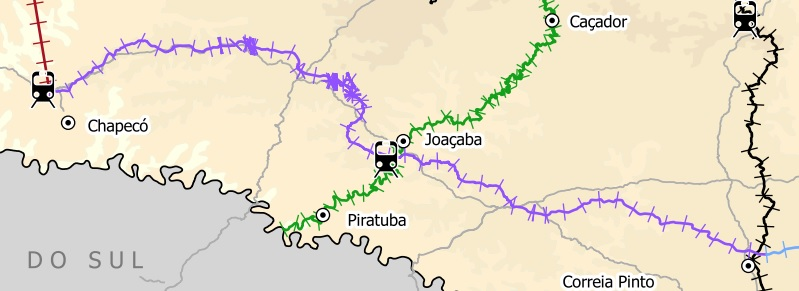 Caçador
Chapecó
Joaçaba
Piratuba
DO SUL
Correia Pinto